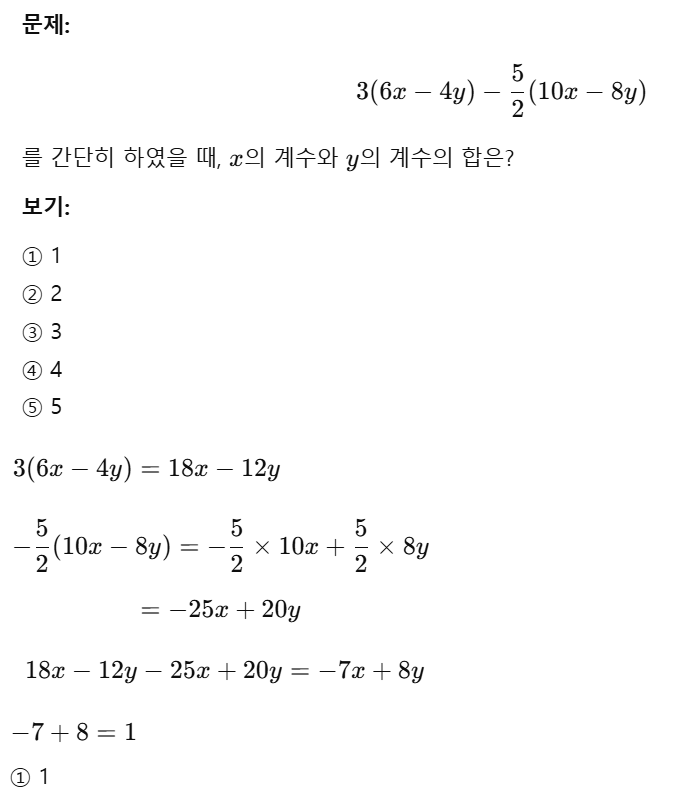 문제:
3(6x − 4y) − 5/2(10x − 8y)
를 간단히 하였을 때, x의 계수와 y의 계수의 합은?
보기:
① 1
② 2
③ 3
④ 4
⑤ 5
3(6x − 4y) = 18x − 12y
−5/2(10x − 8y) = −5/2 × 10x + 5/2 × 8y
= −25x + 20y
18x − 12y − 25x + 20y = −7x + 8y
−7 + 8 = 1
① 1